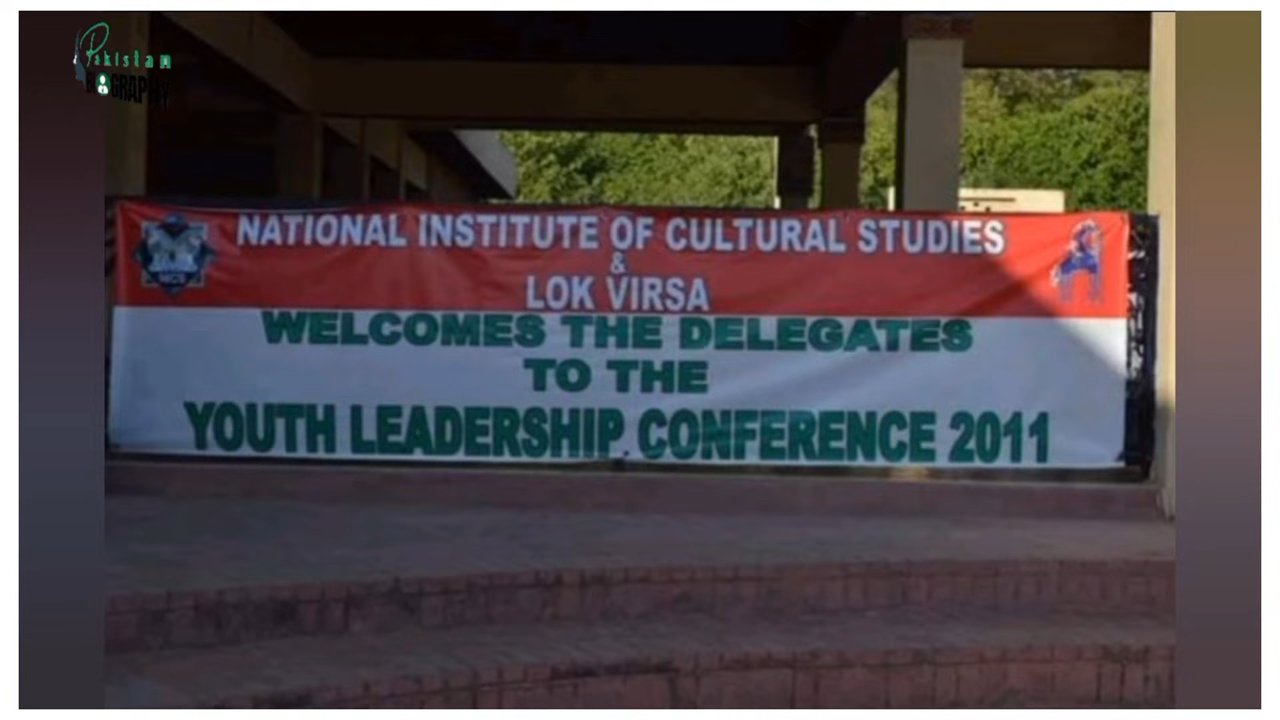 Pakistan
BIOGRAPHY
NATIONAL INSTITUTE OF CULTURAL STUDIES
&
LOK VIRSA
WELCOMES THE DELEGATES
TO THE
YOUTH LEADERSHIP CONFERENCE 2011